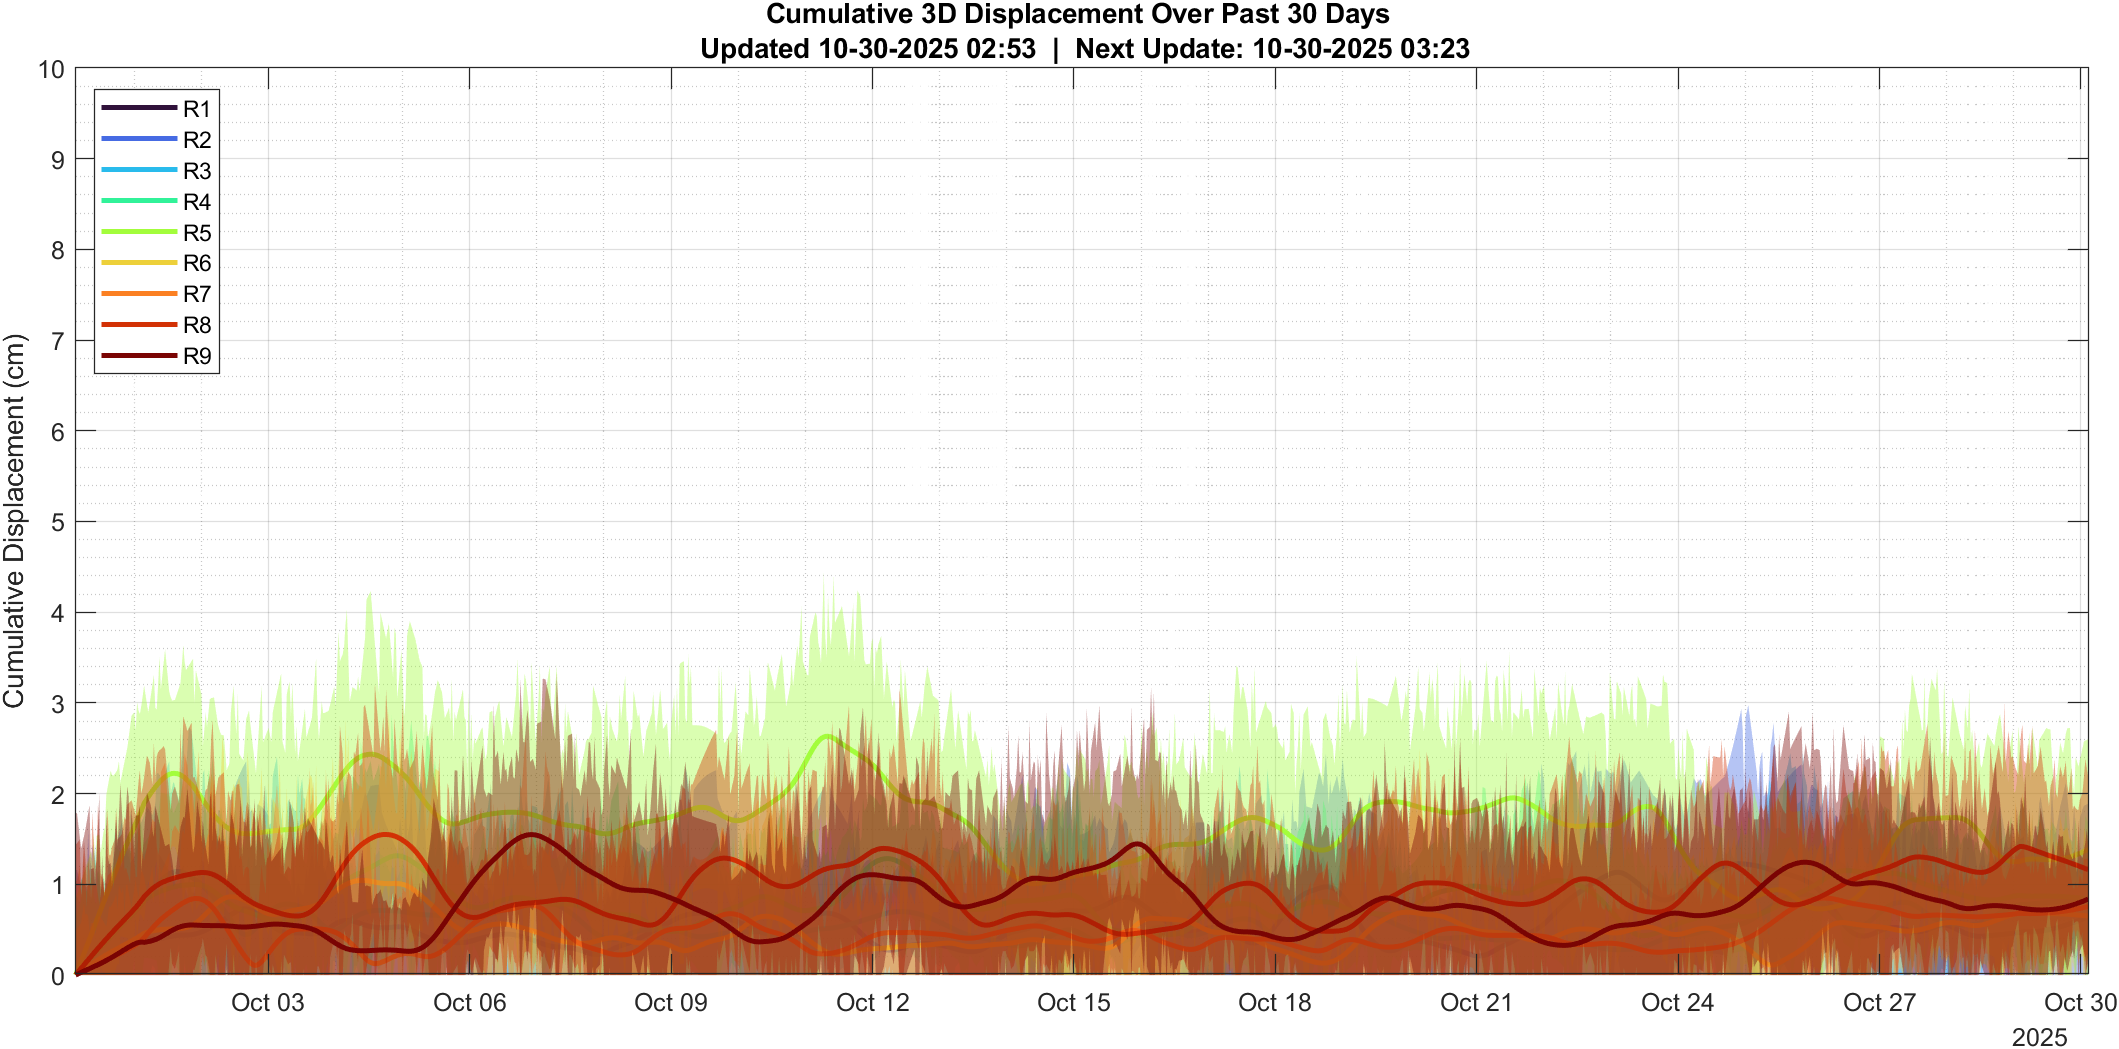 Cumulative 3D Displacement Over Past 30 Days
Updated 10-30-2025 02:53 | Next Update: 10-30-2025 03:23
Cumulative Displacement (cm)
10
9
8
7
6
5
4
3
2
1
0
R1
R2
R3
R4
R5
R6
R7
R8
R9
Oct 03 Oct 06 Oct 09 Oct 12 Oct 15 Oct 18 Oct 21 Oct 24 Oct 27 Oct 30
2025